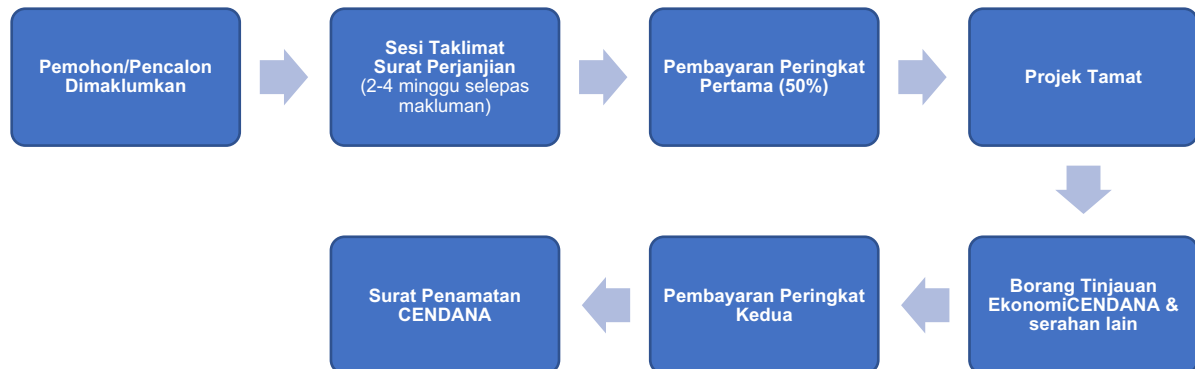 Pemohon/Pencalon
Dimaklumkan
Sesi Taklimat
Surat Perjanjian
(2-4 minggu selepas
makluman)
Pembayaran Peringkat
Pertama (50%)
Projek Tamat
Borang Tinjauan
EkonomiCENDANA &
serahan lain
Pembayaran Peringkat
Kedua
Surat Penamatan
CENDANA